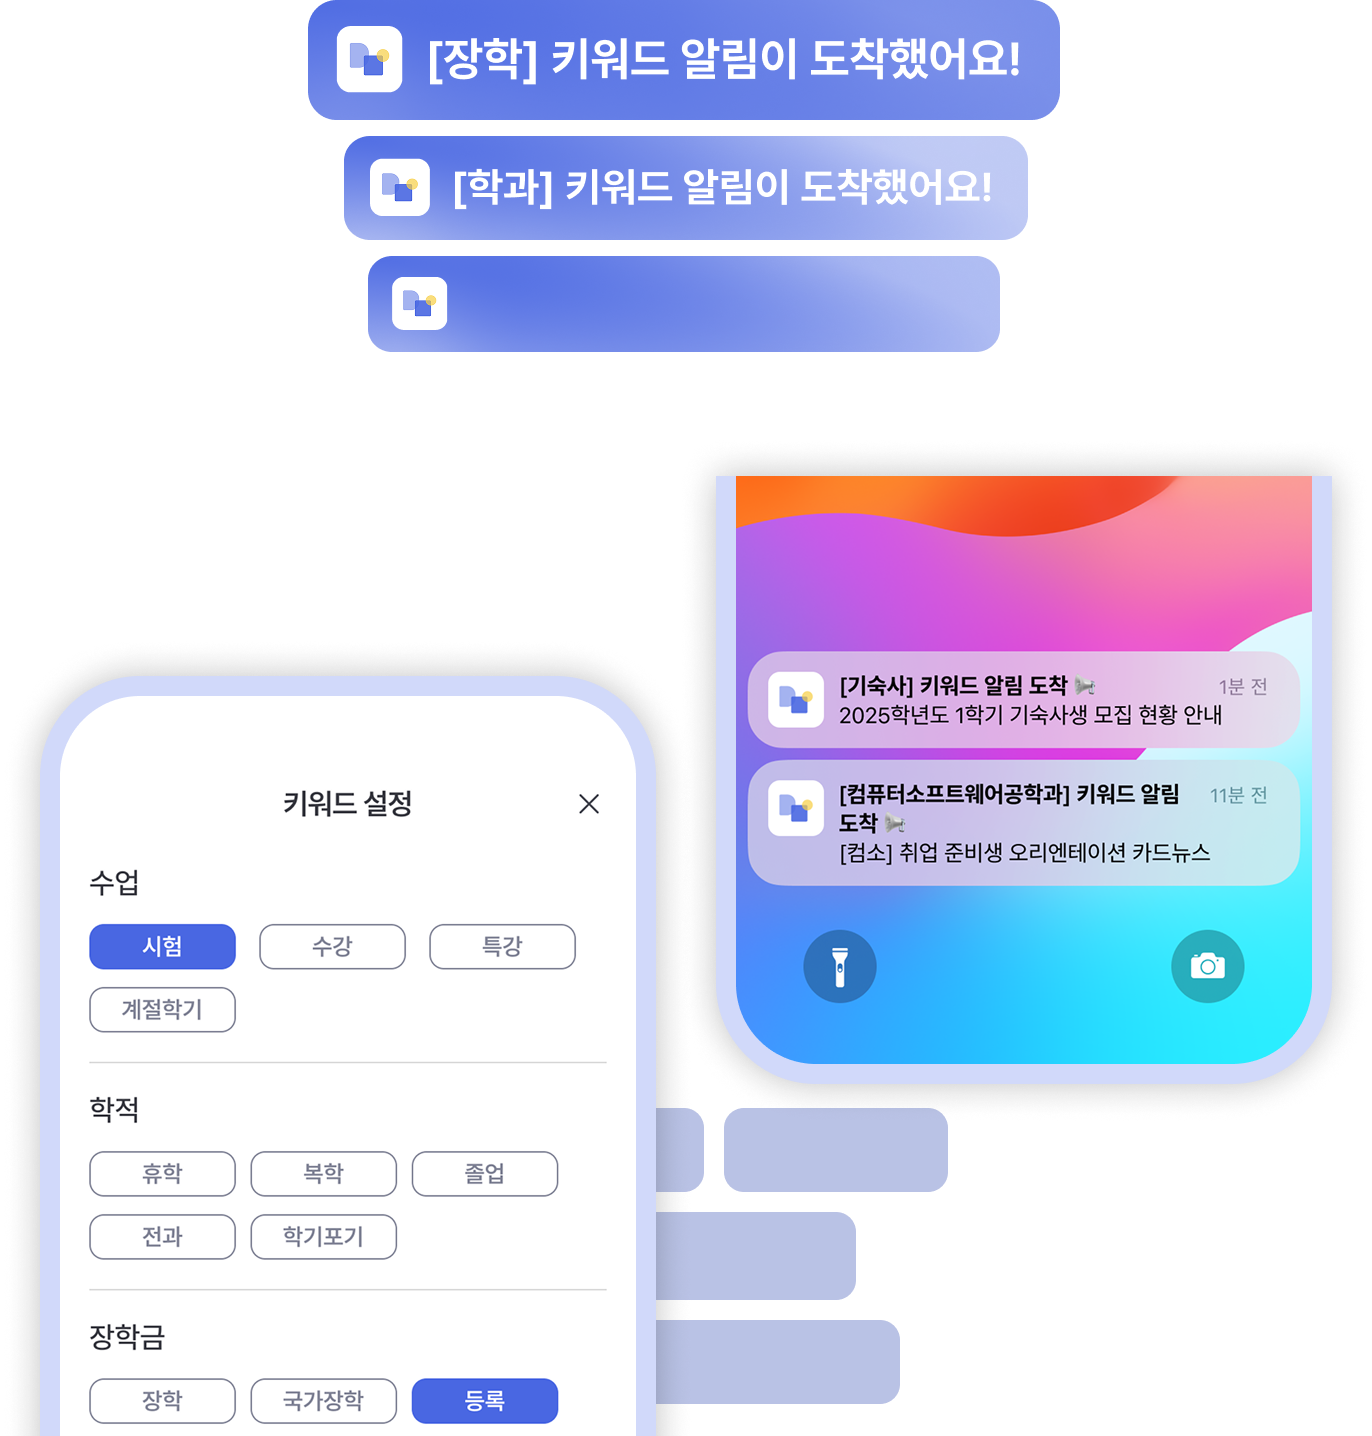 [장학] 키워드 알림이 도착했어요!
[학과] 키워드 알림이 도착했어요!
[기숙사] 키워드 알림 도착 1분 전
2025학년도 1학기 기숙사생 모집 현황 안내
[컴퓨터소프트웨어공학과] 키워드 알림 11분 전
도착
[컴소] 취업 준비생 오리엔테이션 카드뉴스
키워드 설정
수업
시험 수강 특강
계절학기
학적
휴학 복학 졸업
전과 학기포기
장학금
장학 국가장학 등록